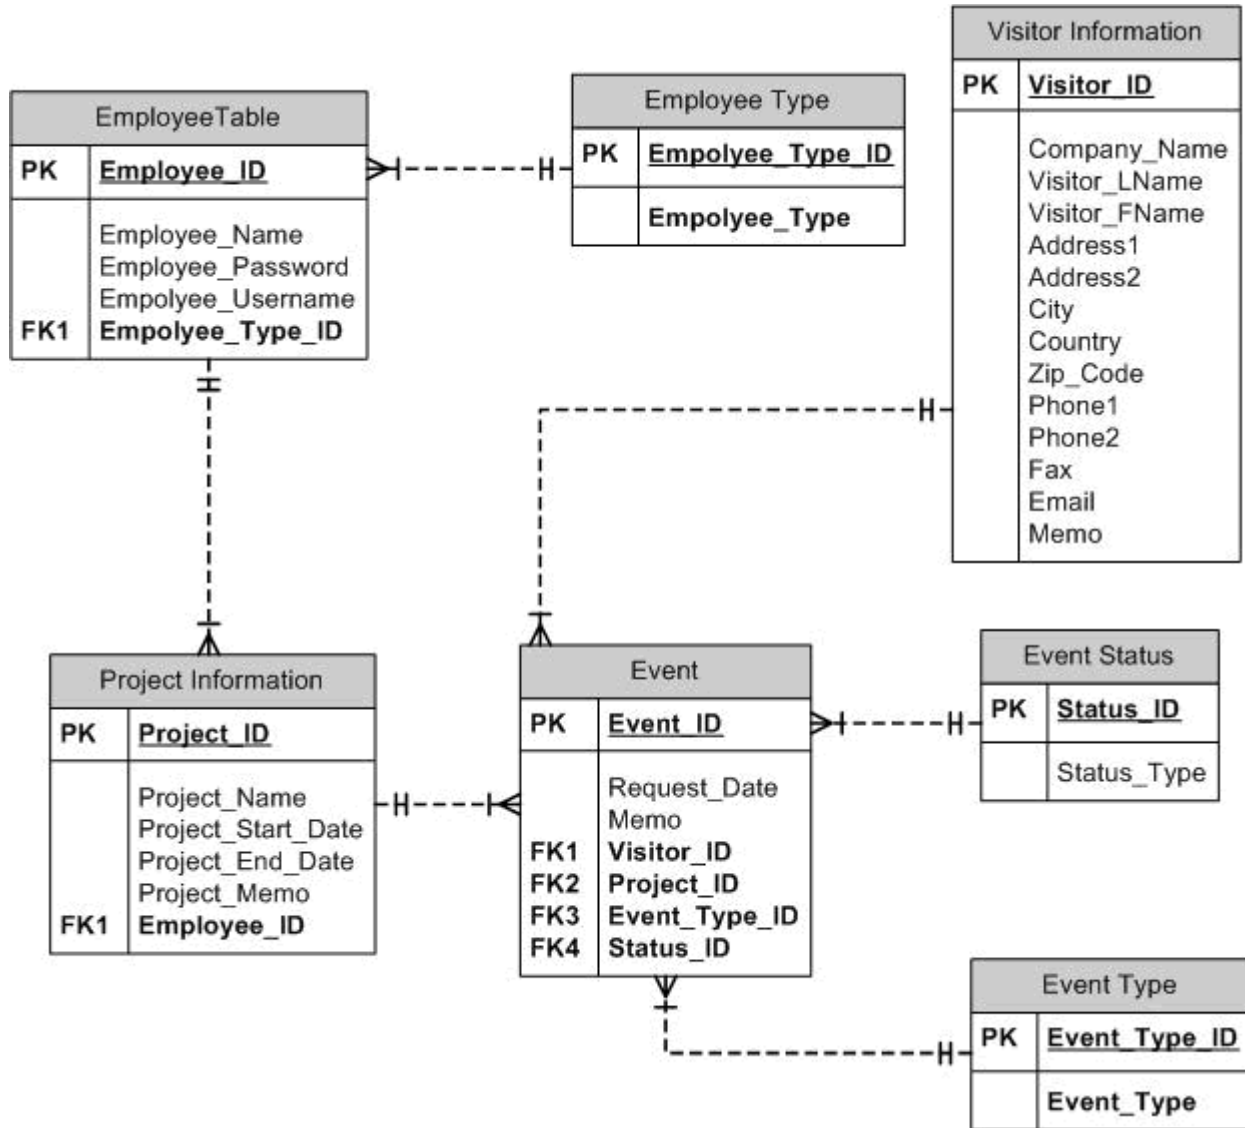 Visitor Information
PK Visitor_ID
Company_Name
Visitor_LName
Visitor_FName
Address1
Address2
City
Country
Zip_Code
Phone1
Phone2
Fax
Email
Memo
EmployeeTable
PK Employee_ID
Employee_Name
Employee_Password
Empolyee_Username
FK1 Empolyee_Type_ID
Employee Type
PK Empolyee_Type_ID
Empolyee_Type
Project Information
PK Project_ID
Project_Name
Project_Start_Date
Project_End_Date
Project_Memo
FK1 Employee_ID
Event
PK Event_ID
Request_Date
Memo
FK1 Visitor_ID
FK2 Project_ID
FK3 Event_Type_ID
FK4 Status_ID
Event Status
PK Status_ID
Status_Type
Event Type
PK Event_Type_ID
Event_Type